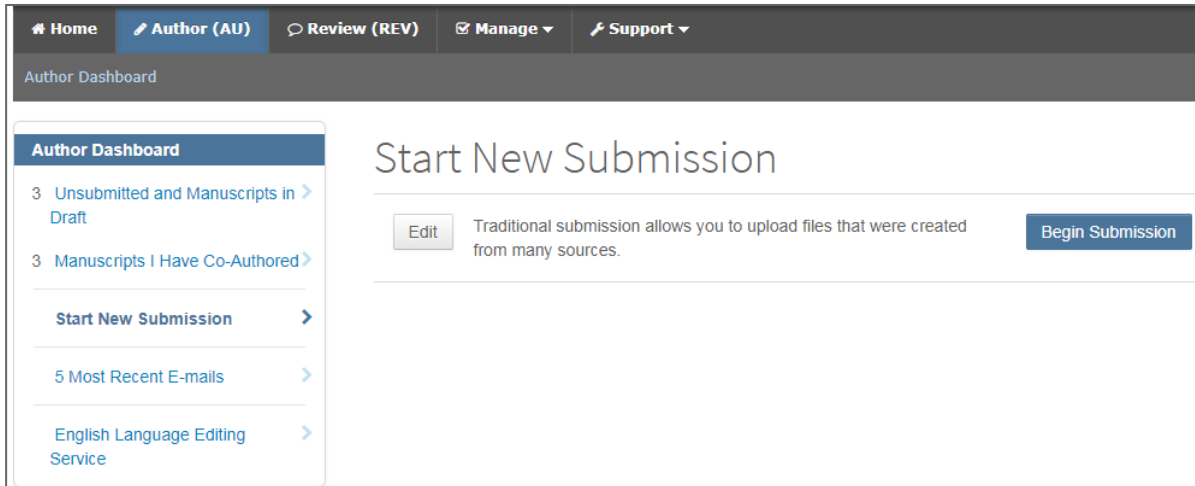 Home Author (AU) Review (REV) Manage Support
Author Dashboard
Author Dashboard
3 Unsubmitted and Manuscripts in
Draft
3 Manuscripts I Have Co-Authored
Start New Submission
5 Most Recent E-mails
English Language Editing
Service
Start New Submission
Edit
Traditional submission allows you to upload files that were created
from many sources.
Begin Submission